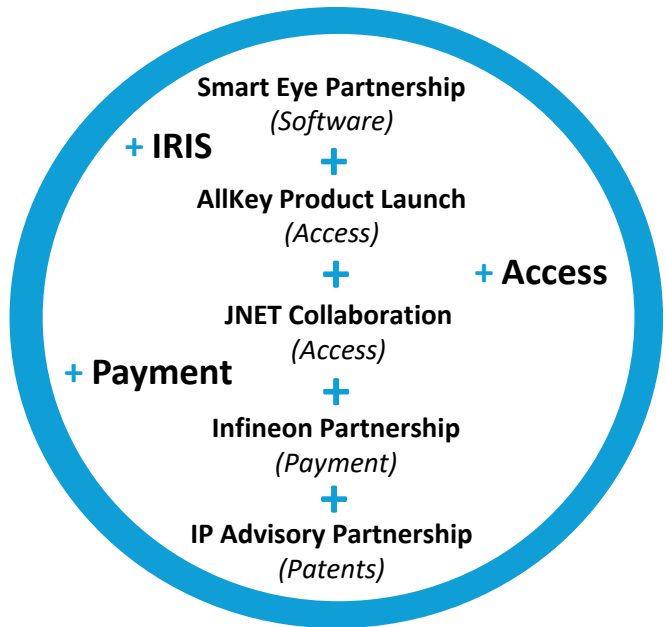 Smart Eye Partnership
(Software)
+ IRIS
+
AllKey Product Launch
(Access)
+
+ Access
JNET Collaboration
(Access)
+ Payment
+
Infineon Partnership
(Payment)
+
IP Advisory Partnership
(Patents)